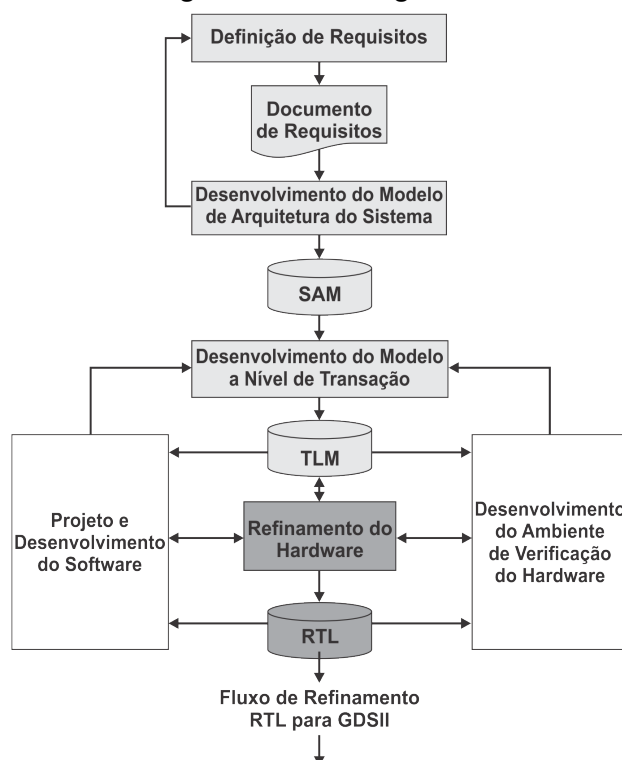 Definição de Requisitos
Documento
de Requisitos
Desenvolvimento do Modelo
de Arquitetura do Sistema
SAM
Desenvolvimento do Modelo
a Nível de Transação
TLM
Projeto e
Desenvolvimento
do Software
Refinamento do
Hardware
Desenvolvimento
do Ambiente
de Verificação
do Hardware
RTL
Fluxo de Refinamento
RTL para GDSII